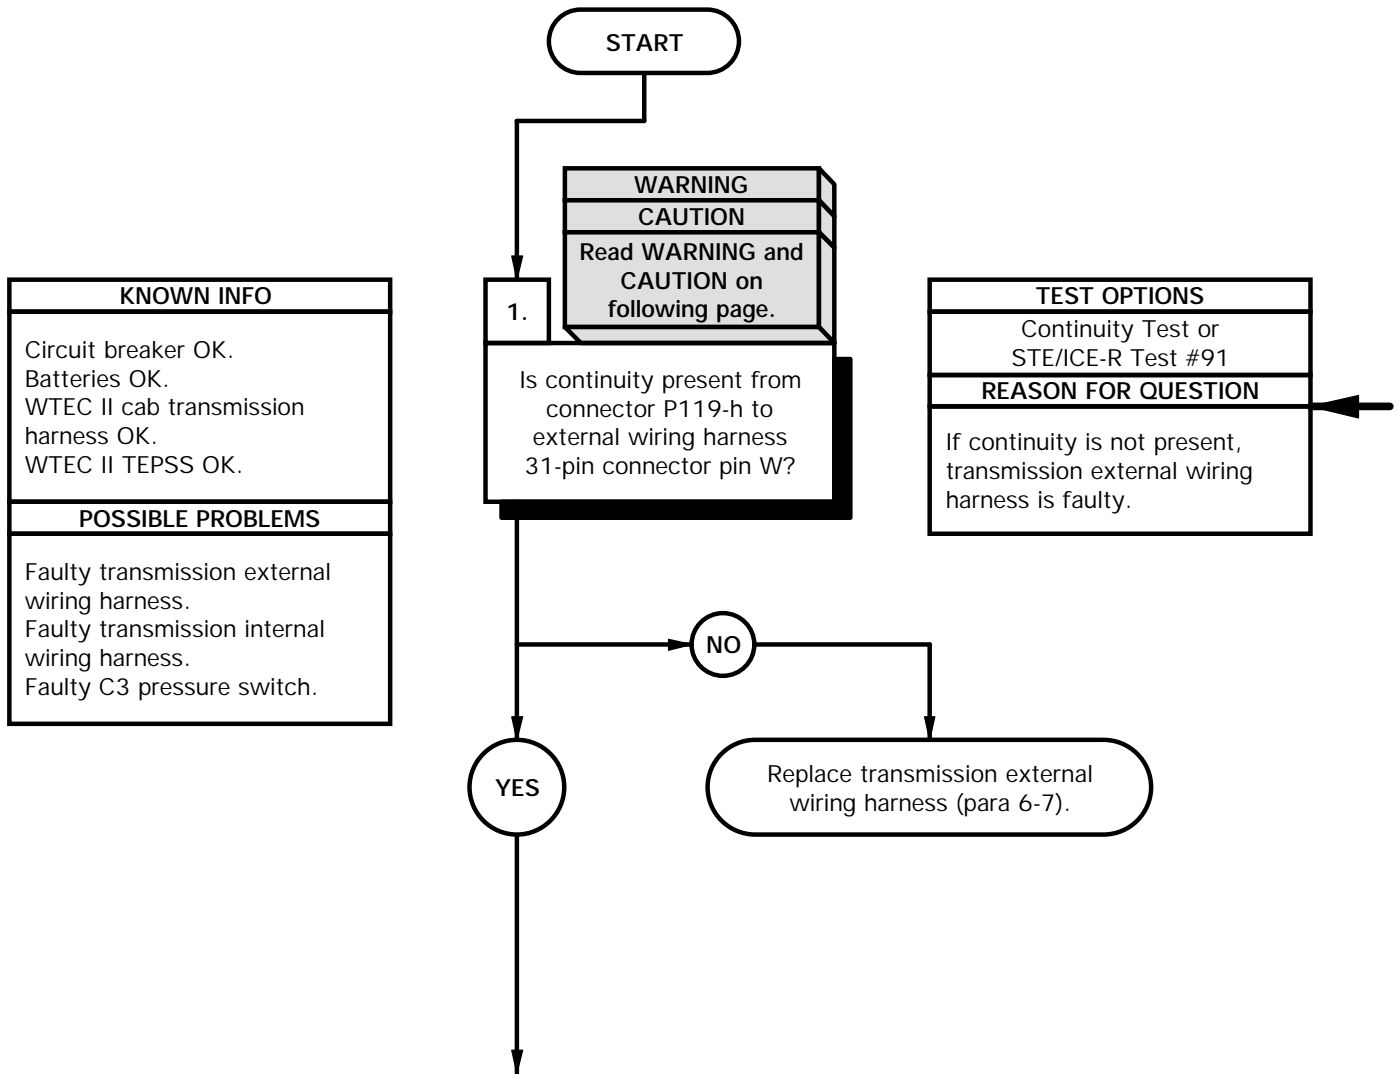 START
WARNING
CAUTION
Read WARNING and
CAUTION on
following page.
KNOWN INFO
Circuit breaker OK.
Batteries OK.
WTEC II cab transmission
harness OK.
WTEC II TEPSS OK.
POSSIBLE PROBLEMS
Faulty transmission external
wiring harness.
Faulty transmission internal
wiring harness.
Faulty C3 pressure switch.
1.
Is continuity present from
connector P119-h to
external wiring harness
31-pin connector pin W?
TEST OPTIONS
Continuity Test or
STE/ICE-R Test #91
REASON FOR QUESTION
If continuity is not present,
transmission external wiring
harness is faulty.
NO
YES
Replace transmission external
wiring harness (para 6-7).